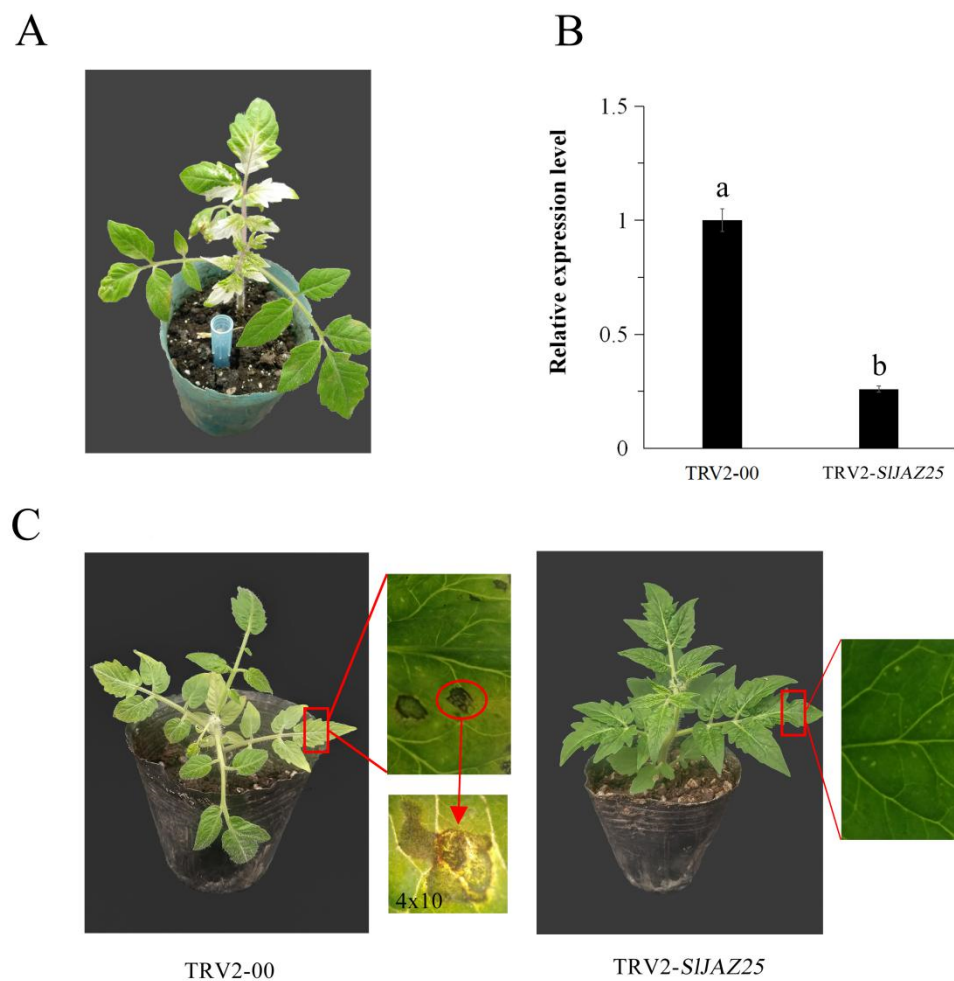 A
B
Relative expression level
1.5
1
0.5
0
a
b
TRV2-00
TRV2-SlJAZ25
C
4x10
TRV2-00
TRV2-SlJAZ25